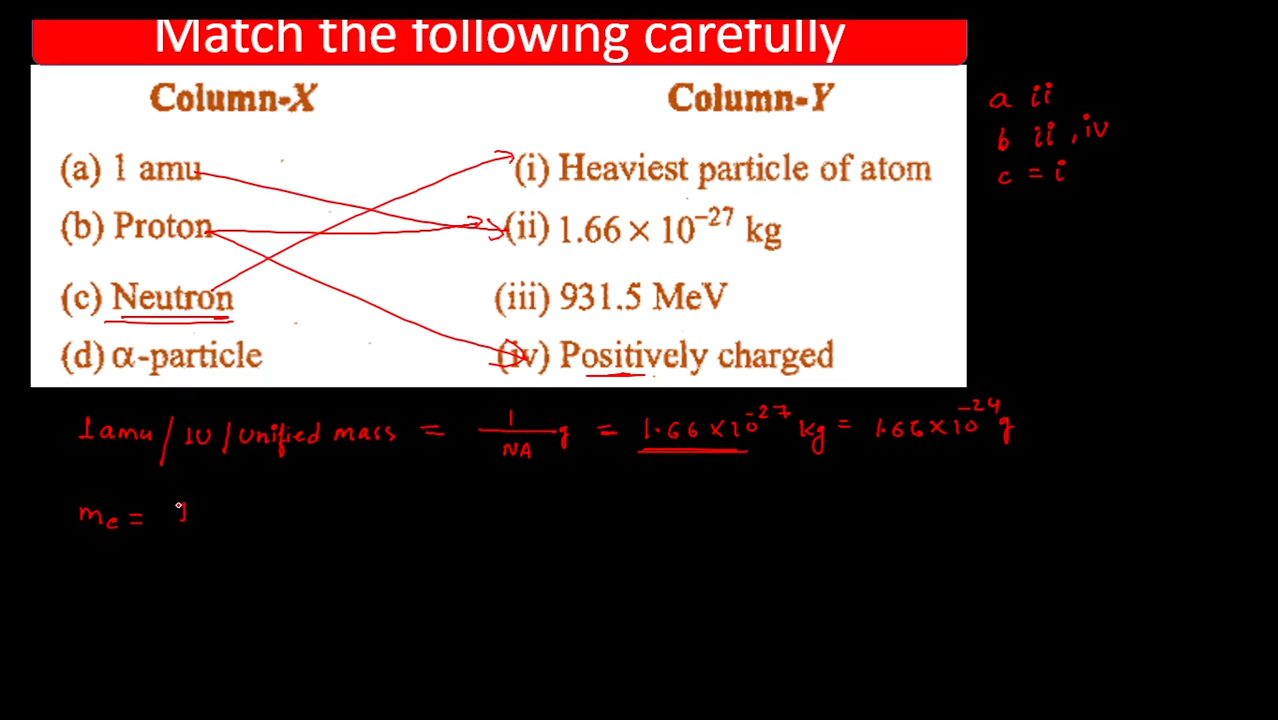 Match the following carefully
Column-X Column-Y
(a) 1 amu (i) Heaviest particle of atom
(b) Proton (ii) 1.66 × 10⁻²⁷ kg
(c) Neutron (iii) 931.5 MeV
(d) α-particle (iv) Positively charged
a ii
b ii, iv
c = i
1amu / 1U / Unified mass = 1/NA g = 1.66 × 10⁻²⁷ kg = 1.66 × 10⁻²⁴ g
me = 1